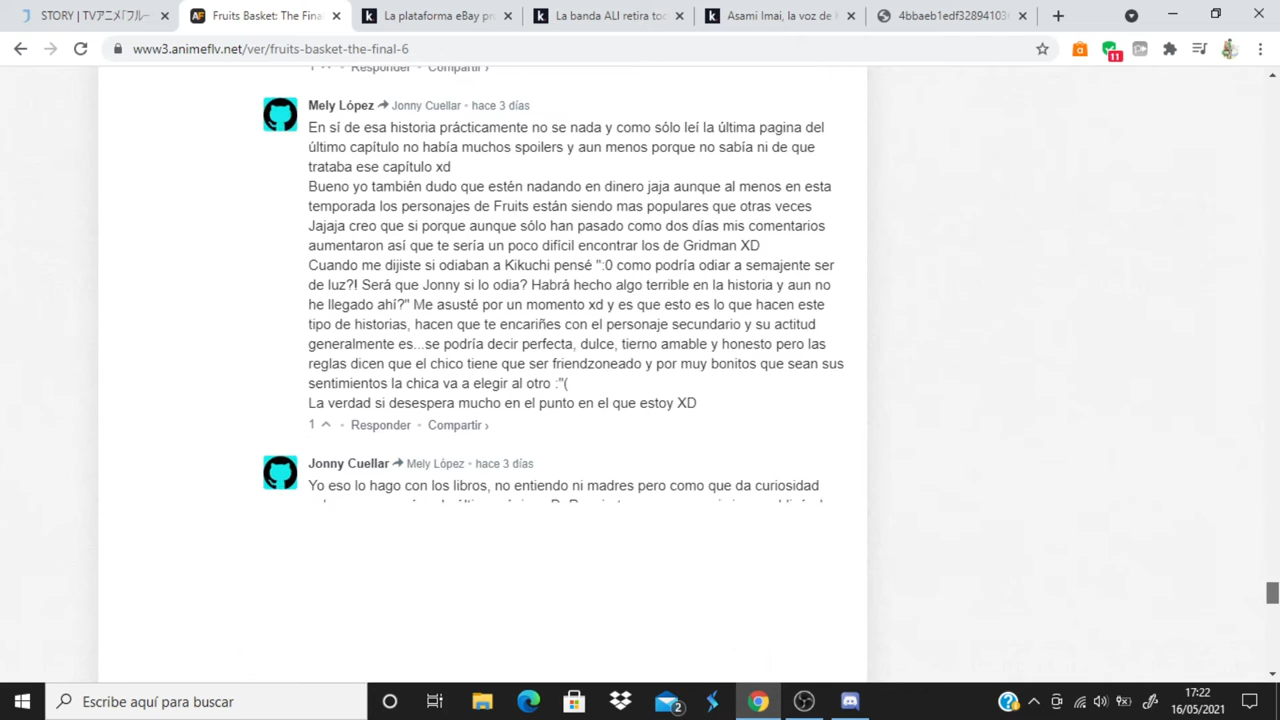 STORY | TVアニメ「フルー
Fruits Basket: The Fina
La plataforma eBay pr
La banda ALI retira too
Asami Imai, la voz de
4bbaeb1edf3289410
www3.animeflv.net/ver/fruits-basket-the-final-6
11
1 Responder • Compartir ›
Mely López Jonny Cuellar • hace 3 días
En sí de esa historia prácticamente no se nada y como sólo leí la última pagina del
último capítulo no había muchos spoilers y aun menos porque no sabía ni de que
trataba ese capítulo xd
Bueno yo también dudo que estén nadando en dinero jaja aunque al menos en esta
temporada los personajes de Fruits están siendo mas populares que otras veces
Jajaja creo que si porque aunque sólo han pasado como dos días mis comentarios
aumentaron así que te sería un poco difícil encontrar los de Gridman XD
Cuando me dijiste si odiaban a Kikuchi pensé ":0 como podría odiar a semajente ser
de luz?! Será que Jonny si lo odia? Habrá hecho algo terrible en la historia y aun no
he llegado ahí?" Me asusté por un momento xd y es que esto es lo que hacen este
tipo de historias, hacen que te encariñes con el personaje secundario y su actitud
generalmente es...se podría decir perfecta, dulce, tierno amable y honesto pero las
reglas dicen que el chico tiene que ser friendzoneado y por muy bonitos que sean sus
sentimientos la chica va a elegir al otro :"(
La verdad si desespera mucho en el punto en el que estoy XD
1 • Responder • Compartir ›
Jonny Cuellar Mely López • hace 3 días
Yo eso lo hago con los libros, no entiendo ni madres pero como que da curiosidad
Escribe aquí para buscar
2
17:22
16/05/2021